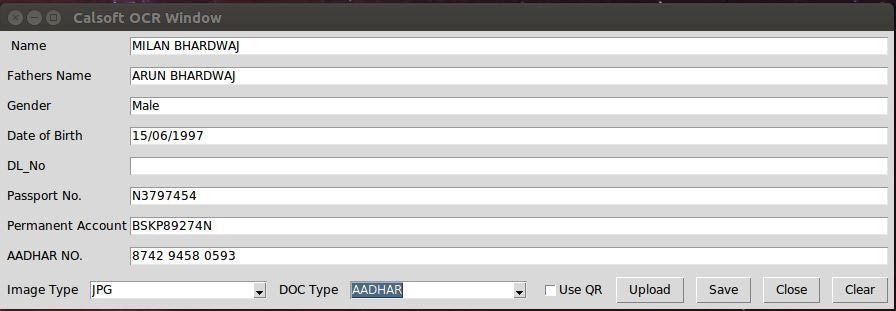 Calsoft OCR Window
Name MILAN BHARDWAJ
Fathers Name ARUN BHARDWAJ
Gender Male
Date of Birth 15/06/1997
DL_No
Passport No. N3797454
Permanent Account BSKP89274N
AADHAR NO. 8742 9458 0593
Image Type JPG DOC Type AADHAR Use QR Upload Save Close Clear